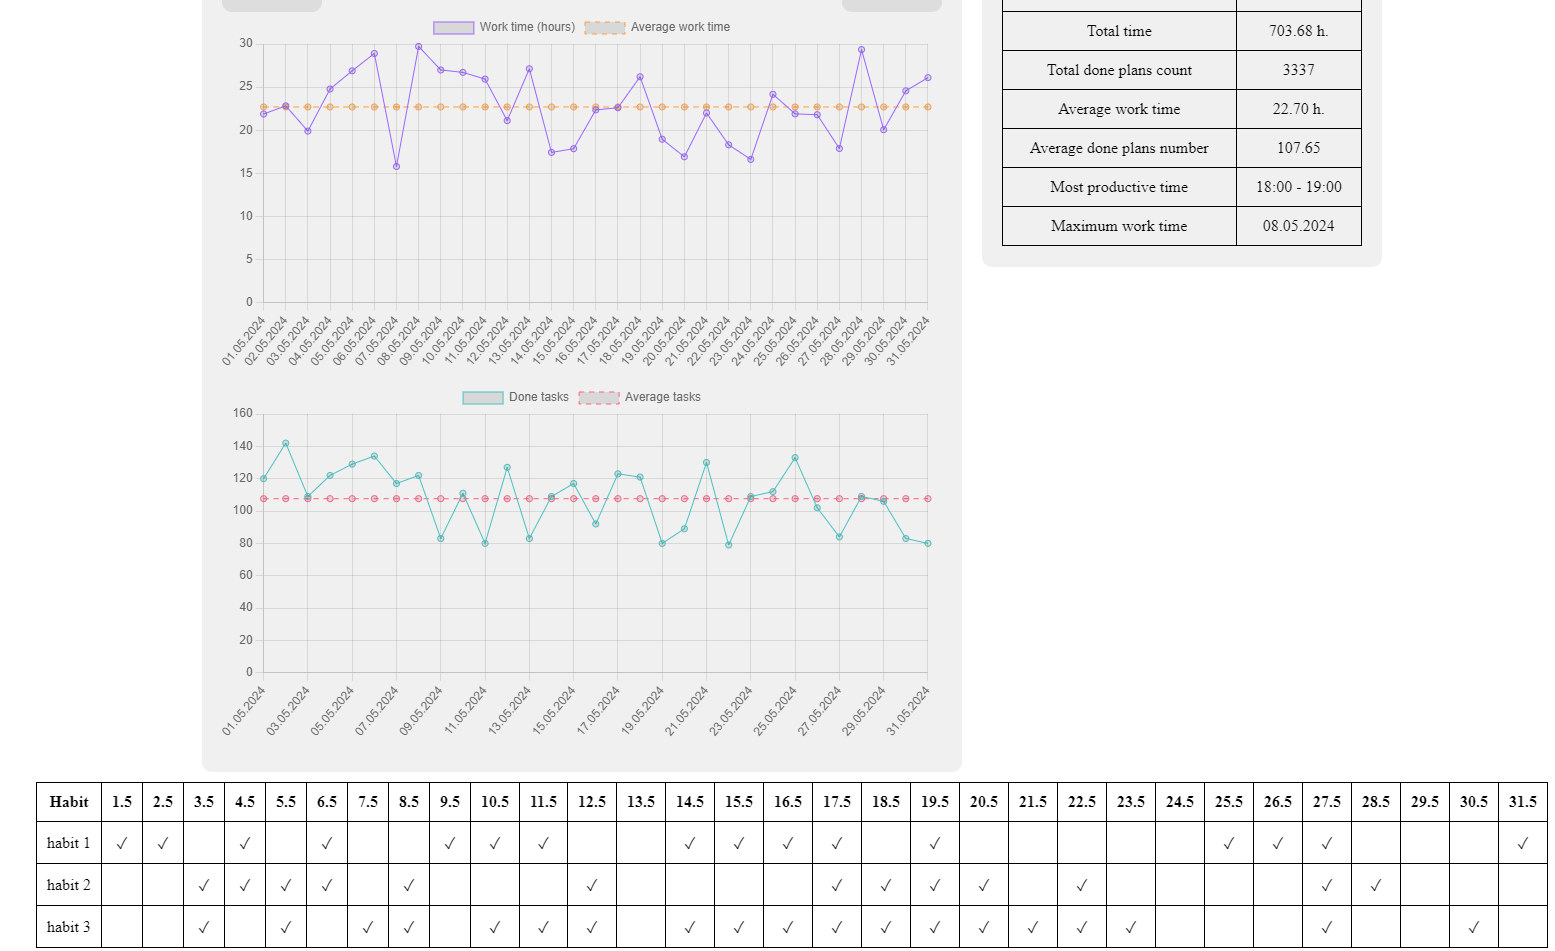 Work time (hours) Average work time
30
25
20
15
10
5
0
01.05.2024 02.05.2024 03.05.2024 04.05.2024 05.05.2024 06.05.2024 07.05.2024 08.05.2024 09.05.2024 10.05.2024 11.05.2024 12.05.2024 13.05.2024 14.05.2024 15.05.2024 16.05.2024 17.05.2024 18.05.2024 19.05.2024 20.05.2024 21.05.2024 22.05.2024 23.05.2024 24.05.2024 25.05.2024 26.05.2024 27.05.2024 28.05.2024 29.05.2024 30.05.2024 31.05.2024
Done tasks Average tasks
160
140
120
100
80
60
40
20
0
01.05.2024 03.05.2024 05.05.2024 07.05.2024 09.05.2024 11.05.2024 13.05.2024 15.05.2024 17.05.2024 19.05.2024 21.05.2024 23.05.2024 25.05.2024 27.05.2024 29.05.2024 31.05.2024
Total time 703.68 h.
Total done plans count 3337
Average work time 22.70 h.
Average done plans number 107.65
Most productive time 18:00 - 19:00
Maximum work time 08.05.2024
Habit 1.5 2.5 3.5 4.5 5.5 6.5 7.5 8.5 9.5 10.5 11.5 12.5 13.5 14.5 15.5 16.5 17.5 18.5 19.5 20.5 21.5 22.5 23.5 24.5 25.5 26.5 27.5 28.5 29.5 30.5 31.5
habit 1 ✓ ✓ ✓ ✓ ✓ ✓ ✓ ✓ ✓ ✓ ✓ ✓ ✓ ✓ ✓ ✓
habit 2 ✓ ✓ ✓ ✓ ✓ ✓ ✓ ✓ ✓ ✓ ✓ ✓ ✓
habit 3 ✓ ✓ ✓ ✓ ✓ ✓ ✓ ✓ ✓ ✓ ✓ ✓ ✓ ✓ ✓ ✓ ✓ ✓ ✓